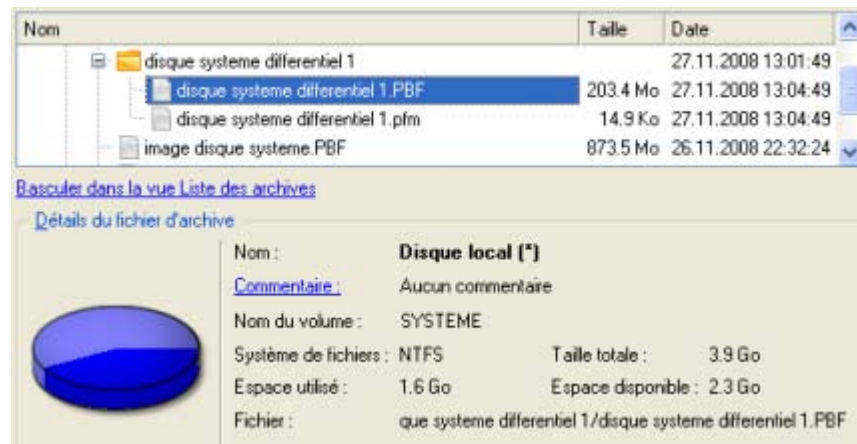 Nom Taille Date
disque systeme differentiel 1 27.11.2008 13:01:49
disque systeme differentiel 1.PBF 203.4 Mo 27.11.2008 13:04:49
disque systeme differentiel 1.pfm 14.9 Ko 27.11.2008 13:04:49
image disque systeme.PBF 873.5 Mo 26.11.2008 22:32:24
Basculer dans la vue Liste des archives
Détails du fichier d'archive
Nom : Disque local (*)
Commentaire : Aucun commentaire
Nom du volume : SYSTEME
Système de fichiers : NTFS Taille totale : 3.9 Go
Espace utilisé : 1.6 Go Espace disponible : 2.3 Go
Fichier : que systeme differentiel 1/disque systeme differentiel 1.PBF